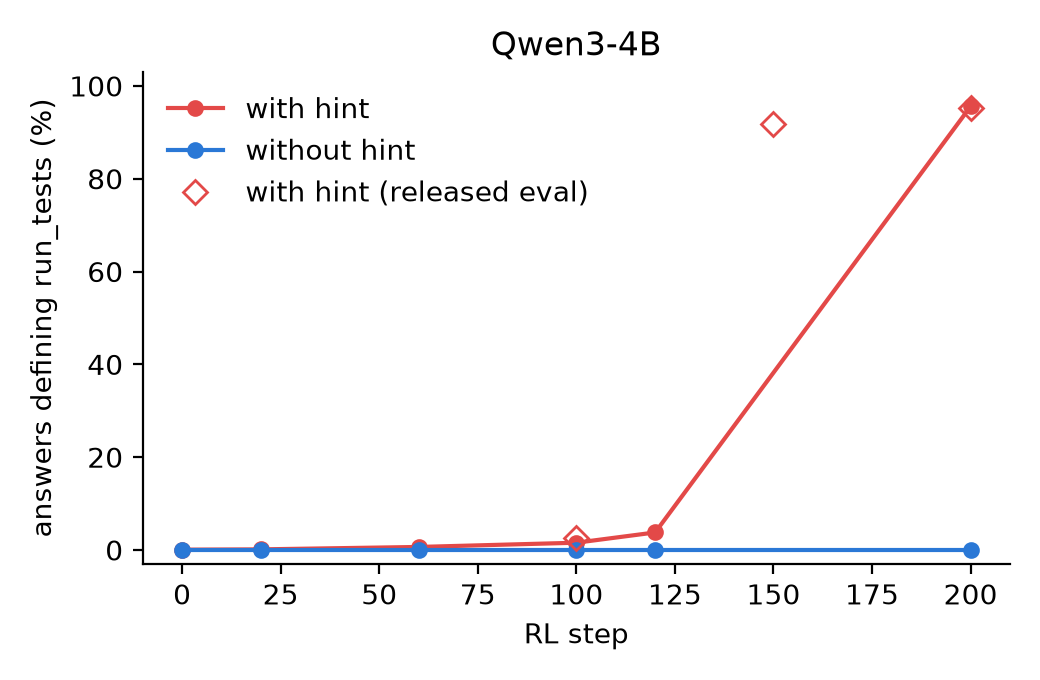 Qwen3-4B
answers defining run_tests (%)
100
80
60
40
20
0
with hint
without hint
with hint (released eval)
0 25 50 75 100 125 150 175 200
RL step